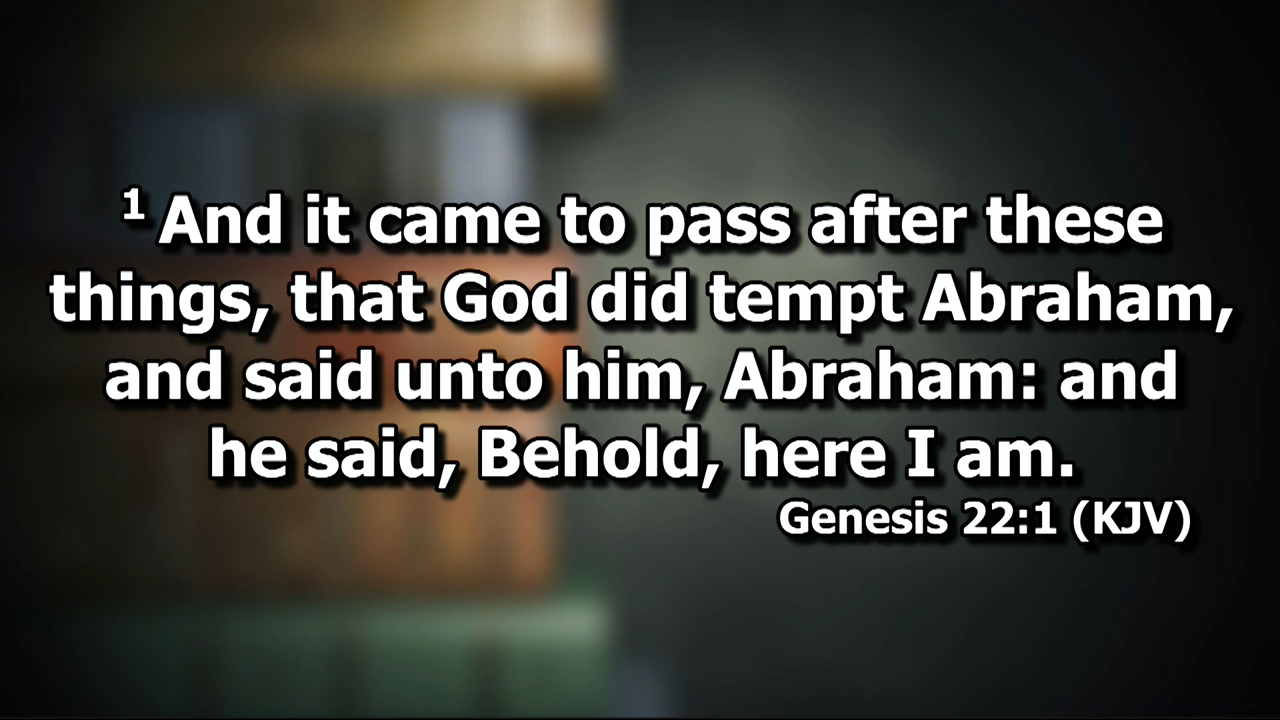 1 And it came to pass after these
things, that God did tempt Abraham,
and said unto him, Abraham: and
he said, Behold, here I am.
Genesis 22:1 (KJV)